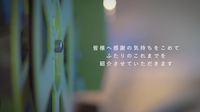 皆様へ感謝の気持ちをこめて
ふたりのこれまでを
紹介させていただきます